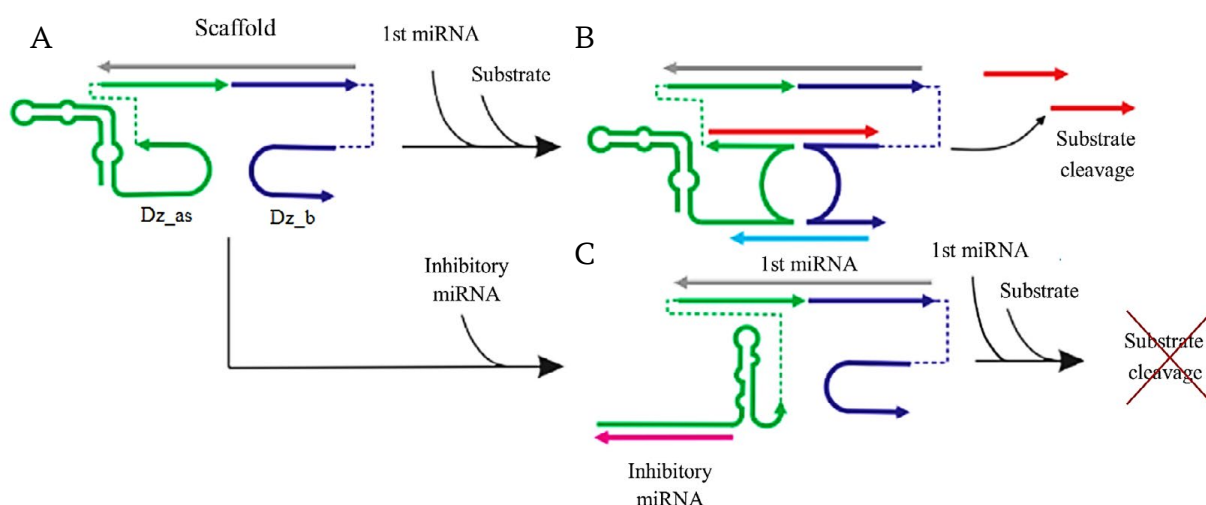 A
Scaffold
1st miRNA
Substrate
Dz_as
Dz_b
B
Substrate
cleavage
1st miRNA
Inhibitory
miRNA
C
1st miRNA
Substrate
Substrate
cleavage
Inhibitory
miRNA